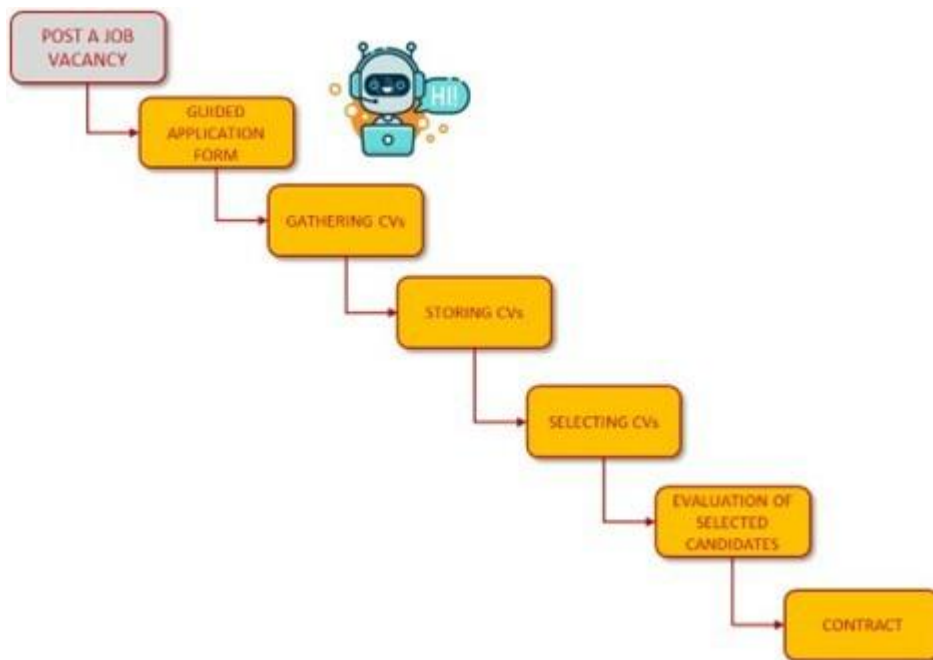 POST A JOB
VACANCY
HI!
GUIDED
APPLICATION
FORM
GATHERING CVs
STORING CVs
SELECTING CVs
EVALUATION OF
SELECTED
CANDIDATES
CONTRACT